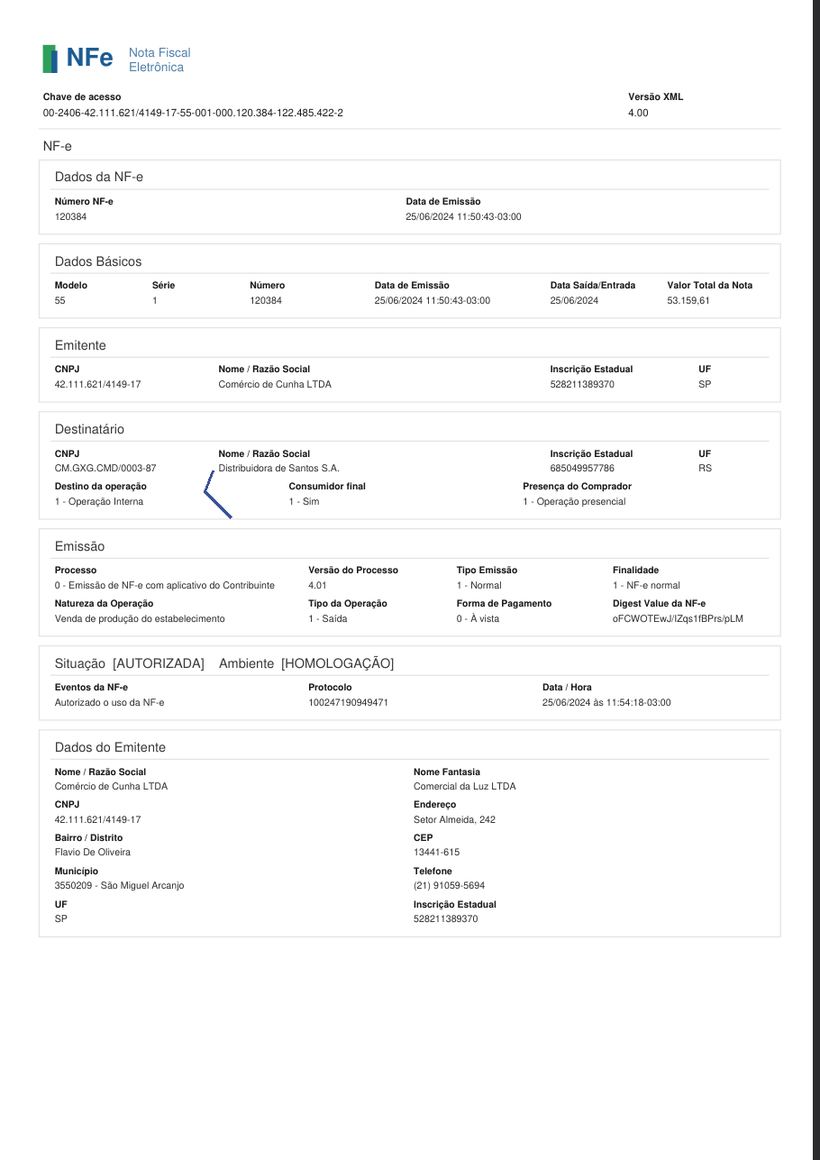 NFe Nota Fiscal
Eletrônica
Chave de acesso Versão XML
00-2406-42.111.621/4149-17-55-001-000.120.384-122.485.422-2 4.00
NF-e
Dados da NF-e
Número NF-e Data de Emissão
120384 25/06/2024 11:50:43-03:00
Dados Básicos
Modelo Série Número Data de Emissão Data Saída/Entrada Valor Total da Nota
55 1 120384 25/06/2024 11:50:43-03:00 25/06/2024 53.159,61
Emitente
CNPJ Nome / Razão Social Inscrição Estadual UF
42.111.621/4149-17 Comércio de Cunha LTDA 528211389370 SP
Destinatário
CNPJ Nome / Razão Social Inscrição Estadual UF
CM.GXG.CMD/0003-87 Distribuidora de Santos S.A. 685049957786 RS
Destino da operação Consumidor final Presença do Comprador
1 - Operação Interna 1 - Sim 1 - Operação presencial
Emissão
Processo Versão do Processo Tipo Emissão Finalidade
0 - Emissão de NF-e com aplicativo do Contribuinte 4.01 1 - Normal 1 - NF-e normal
Natureza da Operação Tipo da Operação Forma de Pagamento Digest Value da NF-e
Venda de produção do estabelecimento 1 - Saída 0 - À vista oFCWOTEwJ/IZqs1fBPrs/pLM
Situação [AUTORIZADA] Ambiente [HOMOLOGAÇÃO]
Eventos da NF-e Protocolo Data / Hora
Autorizado o uso da NF-e 100247190949471 25/06/2024 às 11:54:18-03:00
Dados do Emitente
Nome / Razão Social Nome Fantasia
Comércio de Cunha LTDA Comercial da Luz LTDA
CNPJ Endereço
42.111.621/4149-17 Setor Almeida, 242
Bairro / Distrito CEP
Flavio De Oliveira 13441-615
Município Telefone
3550209 - São Miguel Arcanjo (21) 91059-5694
UF Inscrição Estadual
SP 528211389370